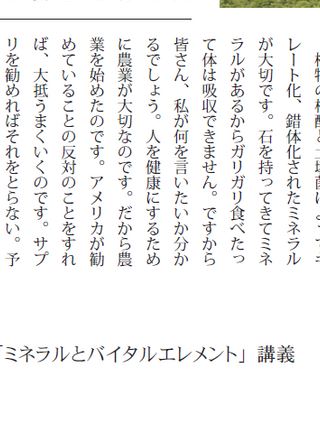 レート化、錯体化されたミネラル
が大切です。石を持ってきてミネ
ラルがあるからガリガリ食べたっ
て体は吸収できません。ですから
皆さん、私が何を言いたいか分か
るでしょう。人を健康にするため
に農業が大切なのです。だから農
業を始めたのです。アメリカが勧
めていることの反対のことをすれ
ば、大抵うまくいくのです。サプ
リを勧めればそれをとらない。予
「ミネラルとバイタルエレメント」講義